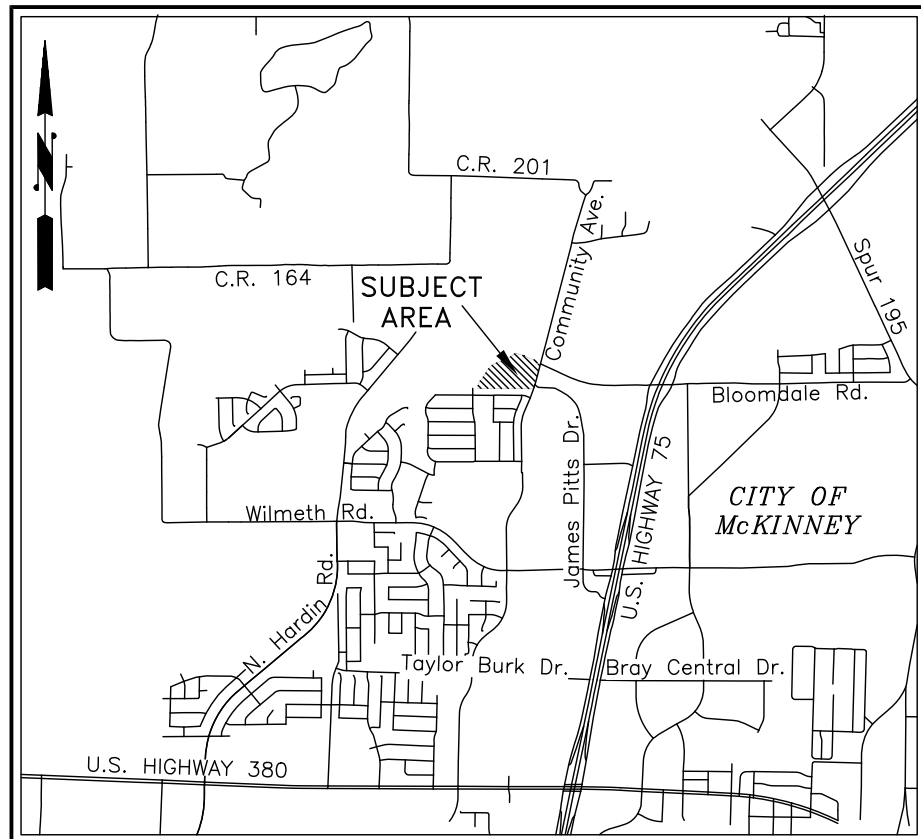 N
C.R. 201
Community Ave.
Spur 195
C.R. 164
SUBJECT
AREA
Bloomdale Rd.
James Pitts Dr.
U.S. HIGHWAY 75
CITY OF
McKINNEY
Wilmeth Rd.
N. Hardin Rd.
Taylor Burk Dr.
Bray Central Dr.
U.S. HIGHWAY 380